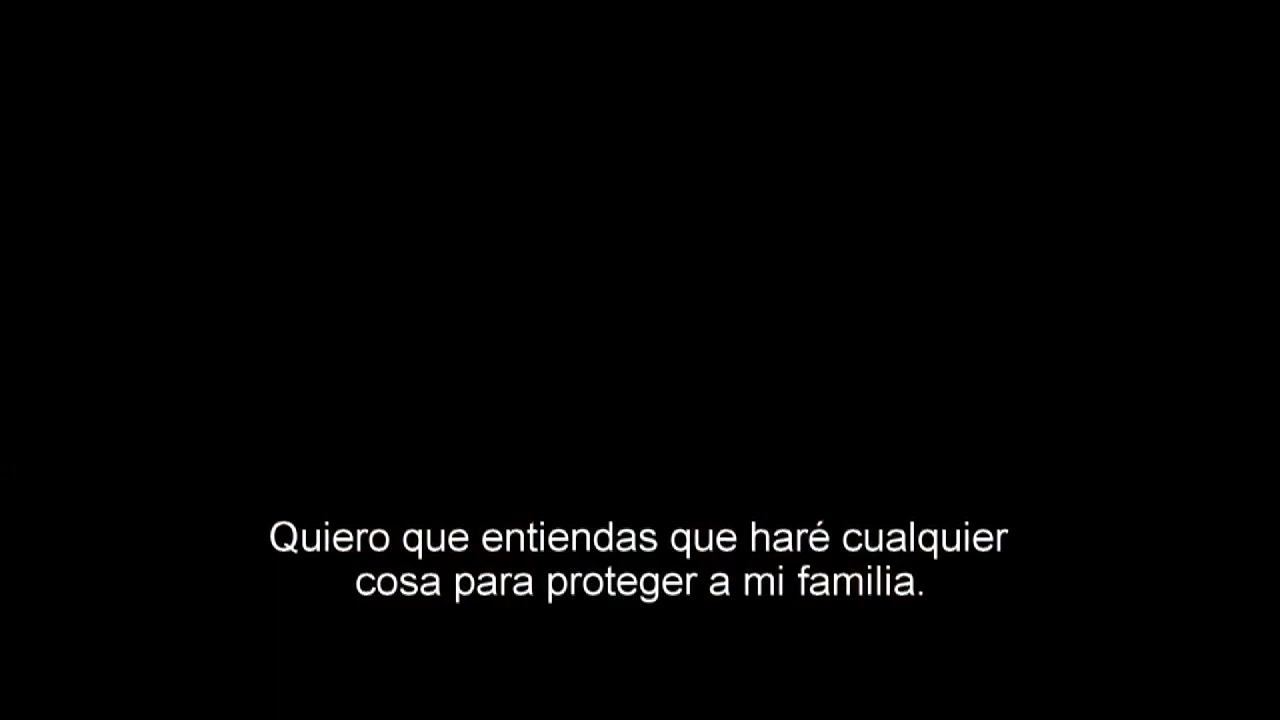 Quiero que entiendas que haré cualquier
cosa para proteger a mi familia.